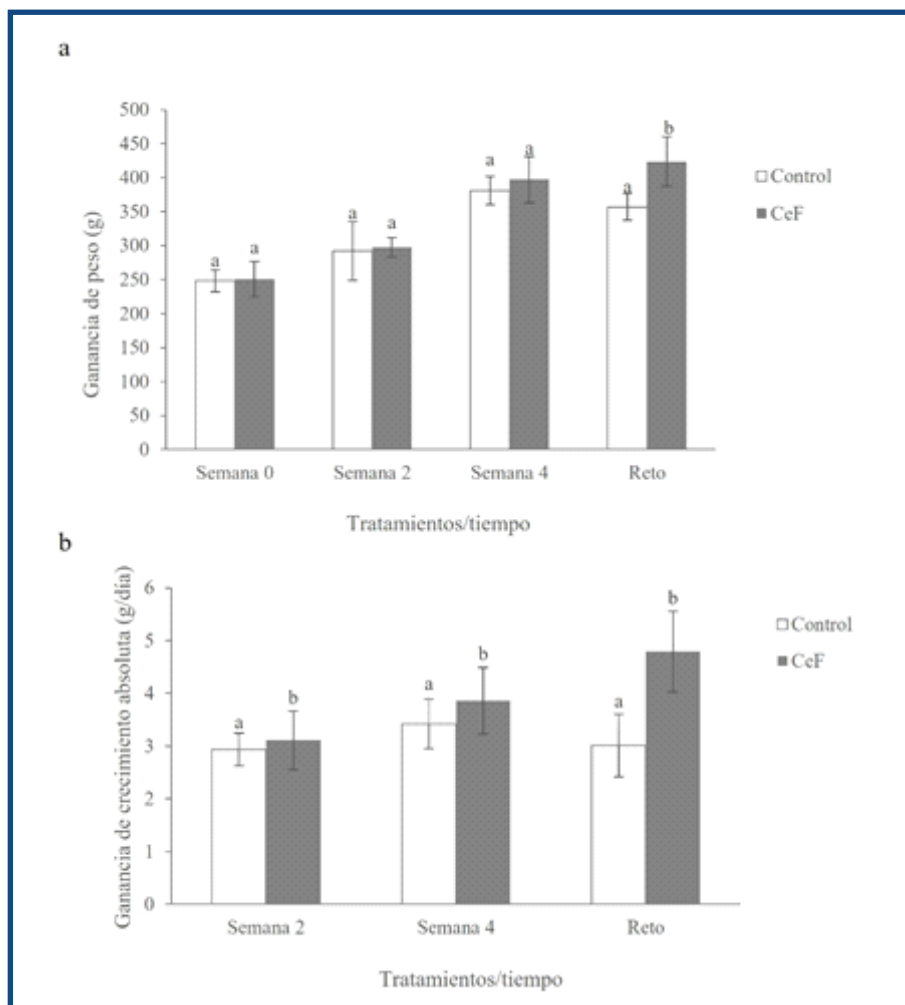 a
500
450
400
350
300
250
200
150
100
50
0
Ganancia de peso (g)
a a
a a
a a
a b
Semana 0 Semana 2 Semana 4 Reto
Tratamientos/tiempo
Control
CeF
b
6
5
4
3
2
1
0
Ganancia de crecimiento absoluta (g/día)
a b
a b
a b
Semana 2 Semana 4 Reto
Tratamientos/tiempo
Control
CeF